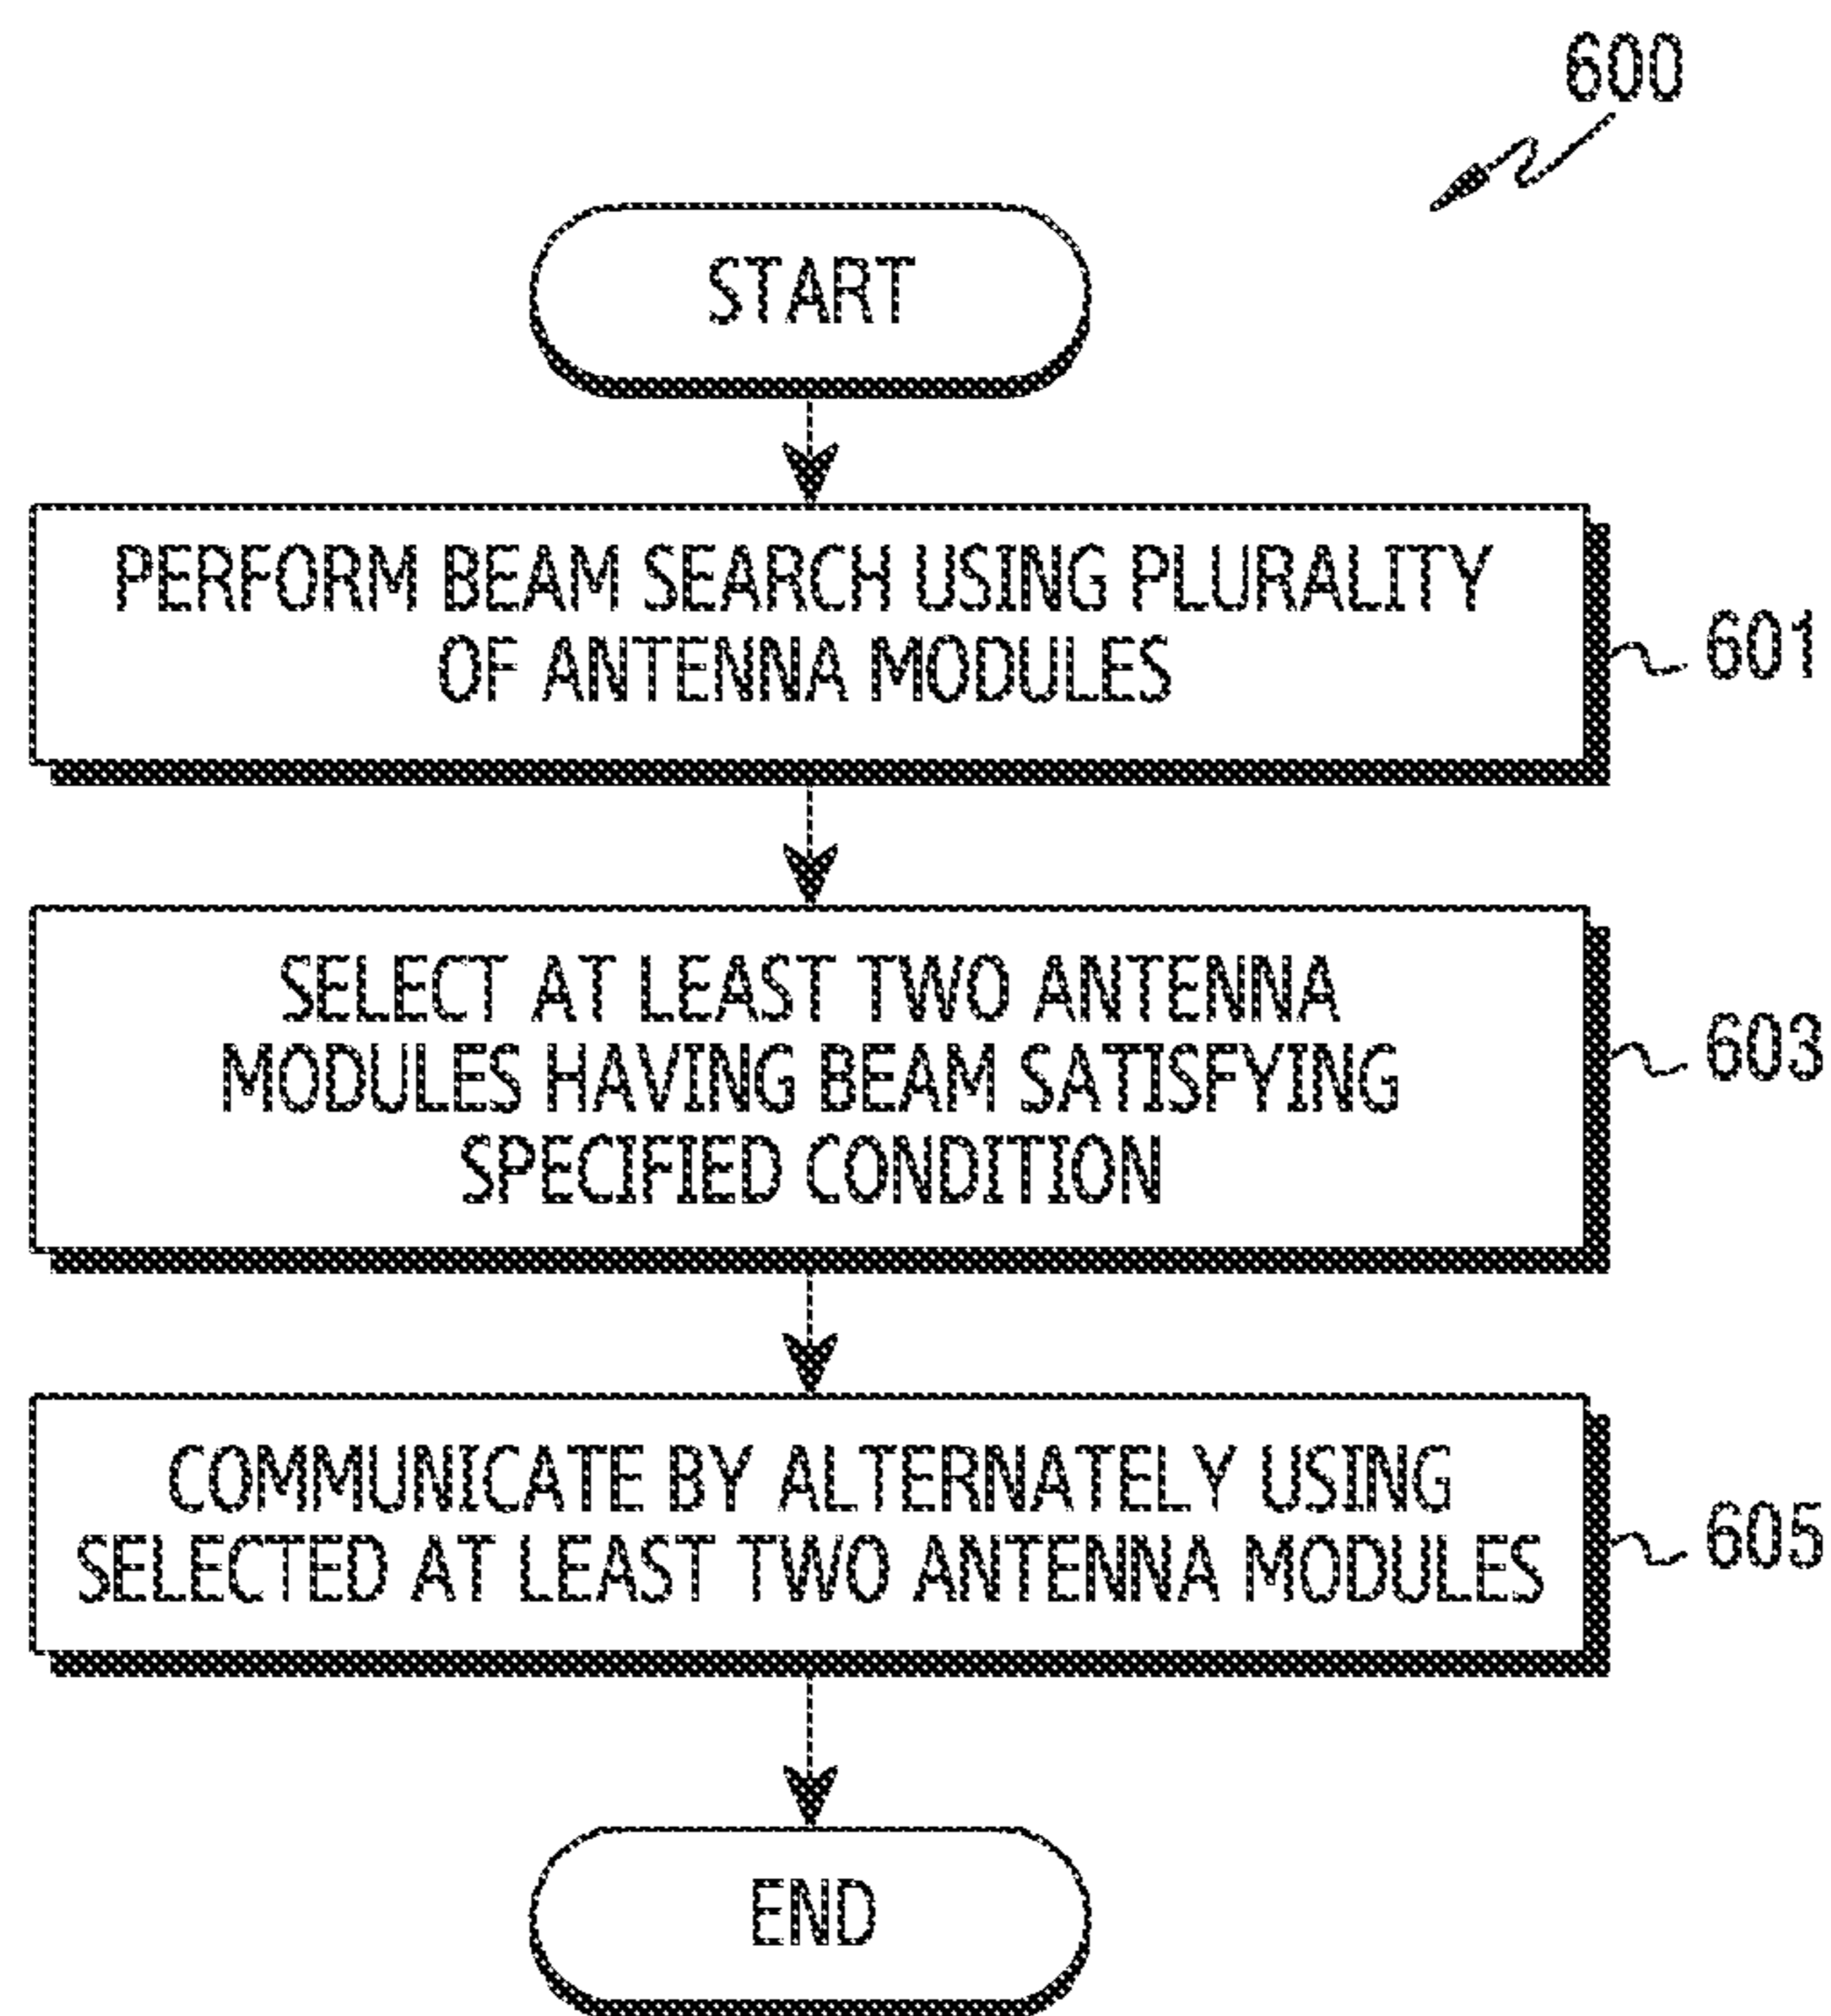 600
START
PERFORM BEAM SEARCH USING PLURALITY
OF ANTENNA MODULES
601
SELECT AT LEAST TWO ANTENNA
MODULES HAVING BEAM SATISFYING
SPECIFIED CONDITION
603
COMMUNICATE BY ALTERNATELY USING
SELECTED AT LEAST TWO ANTENNA MODULES
605
END